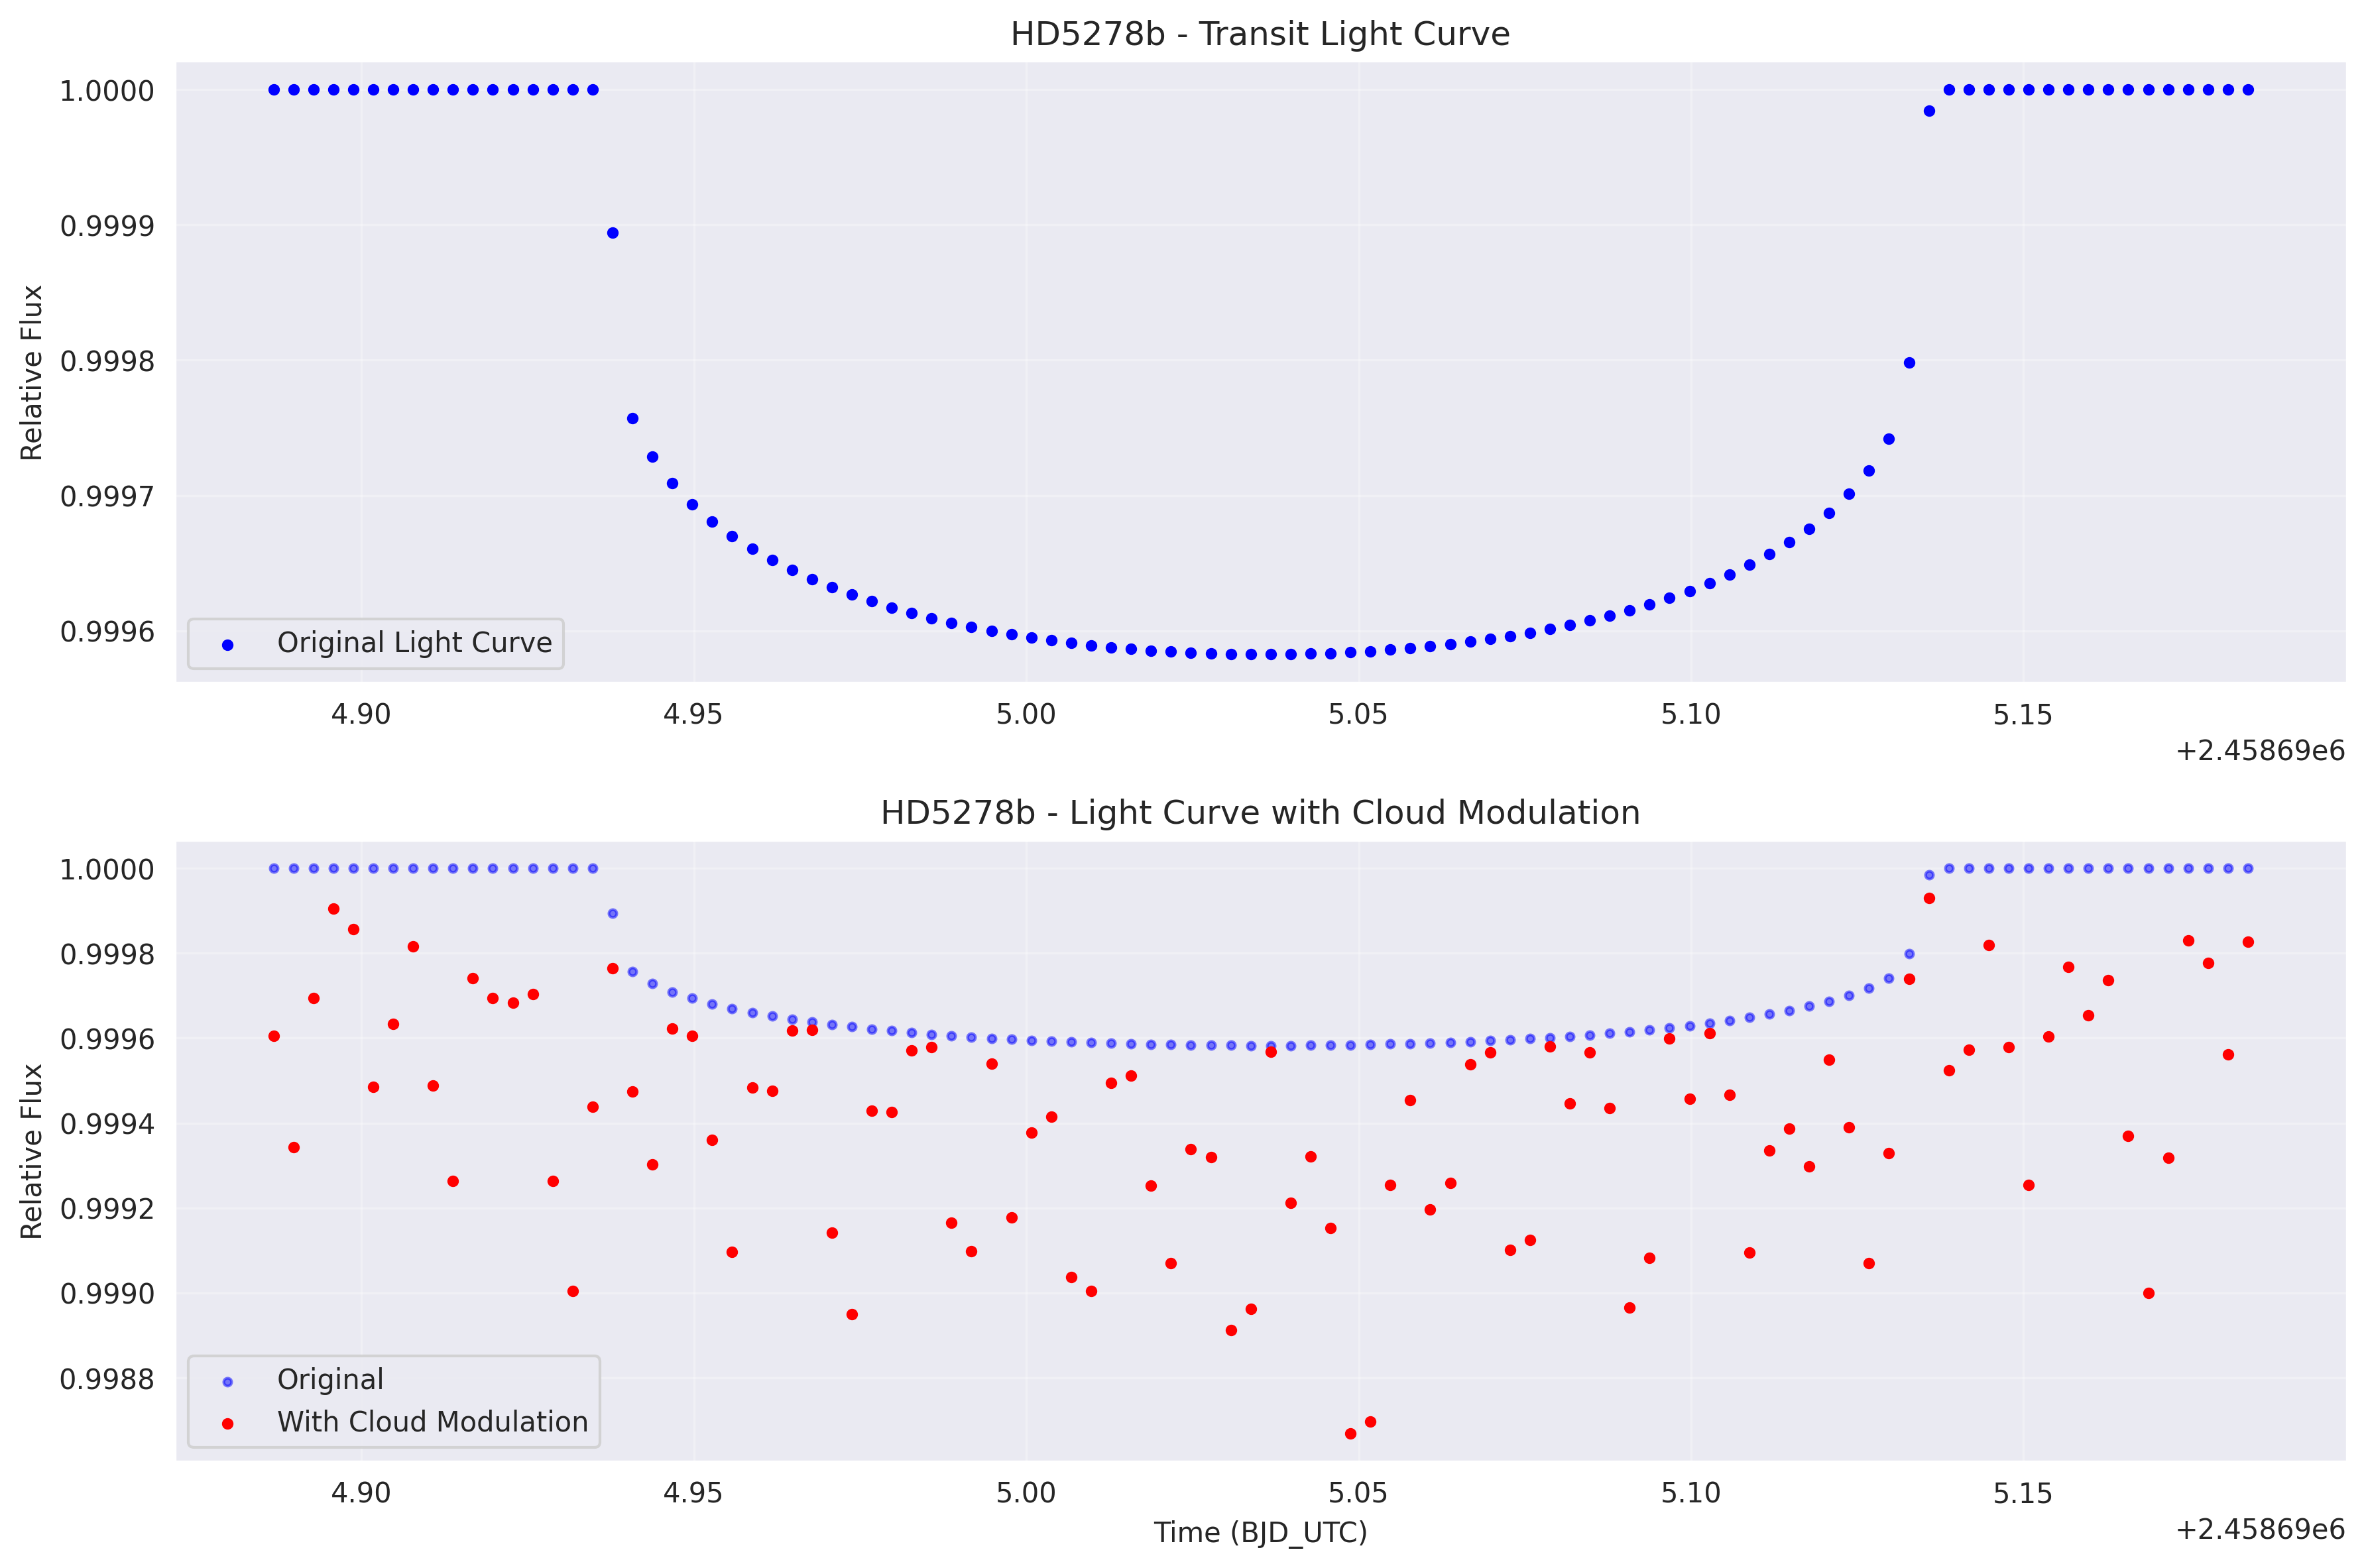 HD5278b - Transit Light Curve
1.0000
0.9999
0.9998
0.9997
0.9996
Relative Flux
Original Light Curve
4.90 4.95 5.00 5.05 5.10 5.15
+2.45869e6
HD5278b - Light Curve with Cloud Modulation
1.0000
0.9998
0.9996
0.9994
0.9992
0.9990
0.9988
Relative Flux
Original
With Cloud Modulation
4.90 4.95 5.00 5.05 5.10 5.15
Time (BJD_UTC)
+2.45869e6